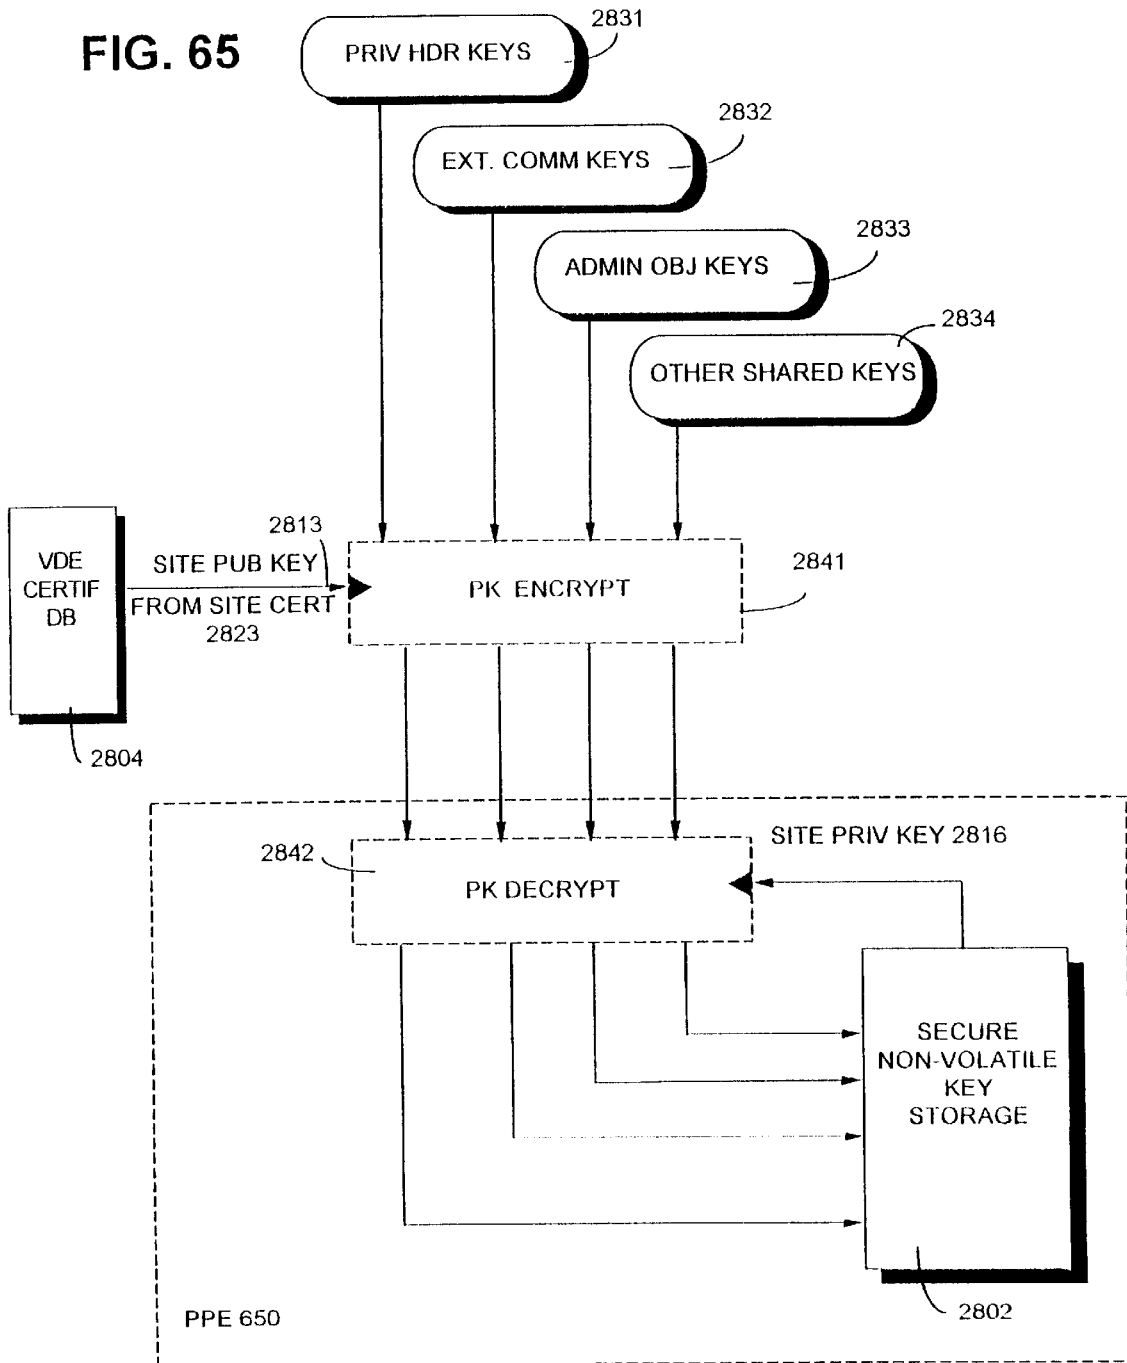 FIG. 65
PRIV HDR KEYS
2831
EXT. COMM KEYS
2832
ADMIN OBJ KEYS
2833
OTHER SHARED KEYS
2834
VDE
CERTIF
DB
2804
2813
SITE PUB KEY
FROM SITE CERT
2823
PK ENCRYPT
2841
2842
PK DECRYPT
SITE PRIV KEY 2816
SECURE
NON-VOLATILE
KEY
STORAGE
2802
PPE 650